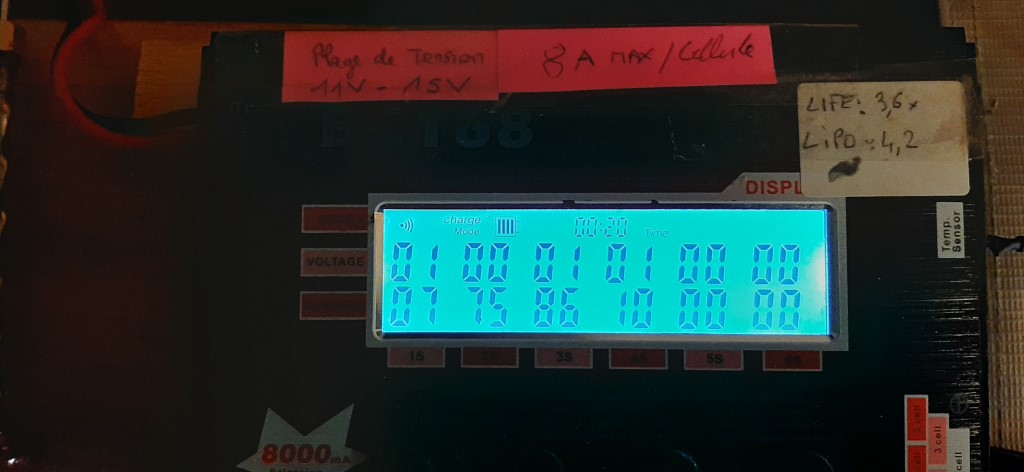 Plage de Tension
11V - 15V
8 A MAX / Cellule
LIFE: 3,6
LiPO: 4,2
168
DISPL
charge
Mode
00:20
Time
01 00 01 01 00 00
07 75 86 10 00 00
VOLTAGE
Temp.
Sensor
1S 3S 4S 5S 6S
8000mA
3 cell
cell